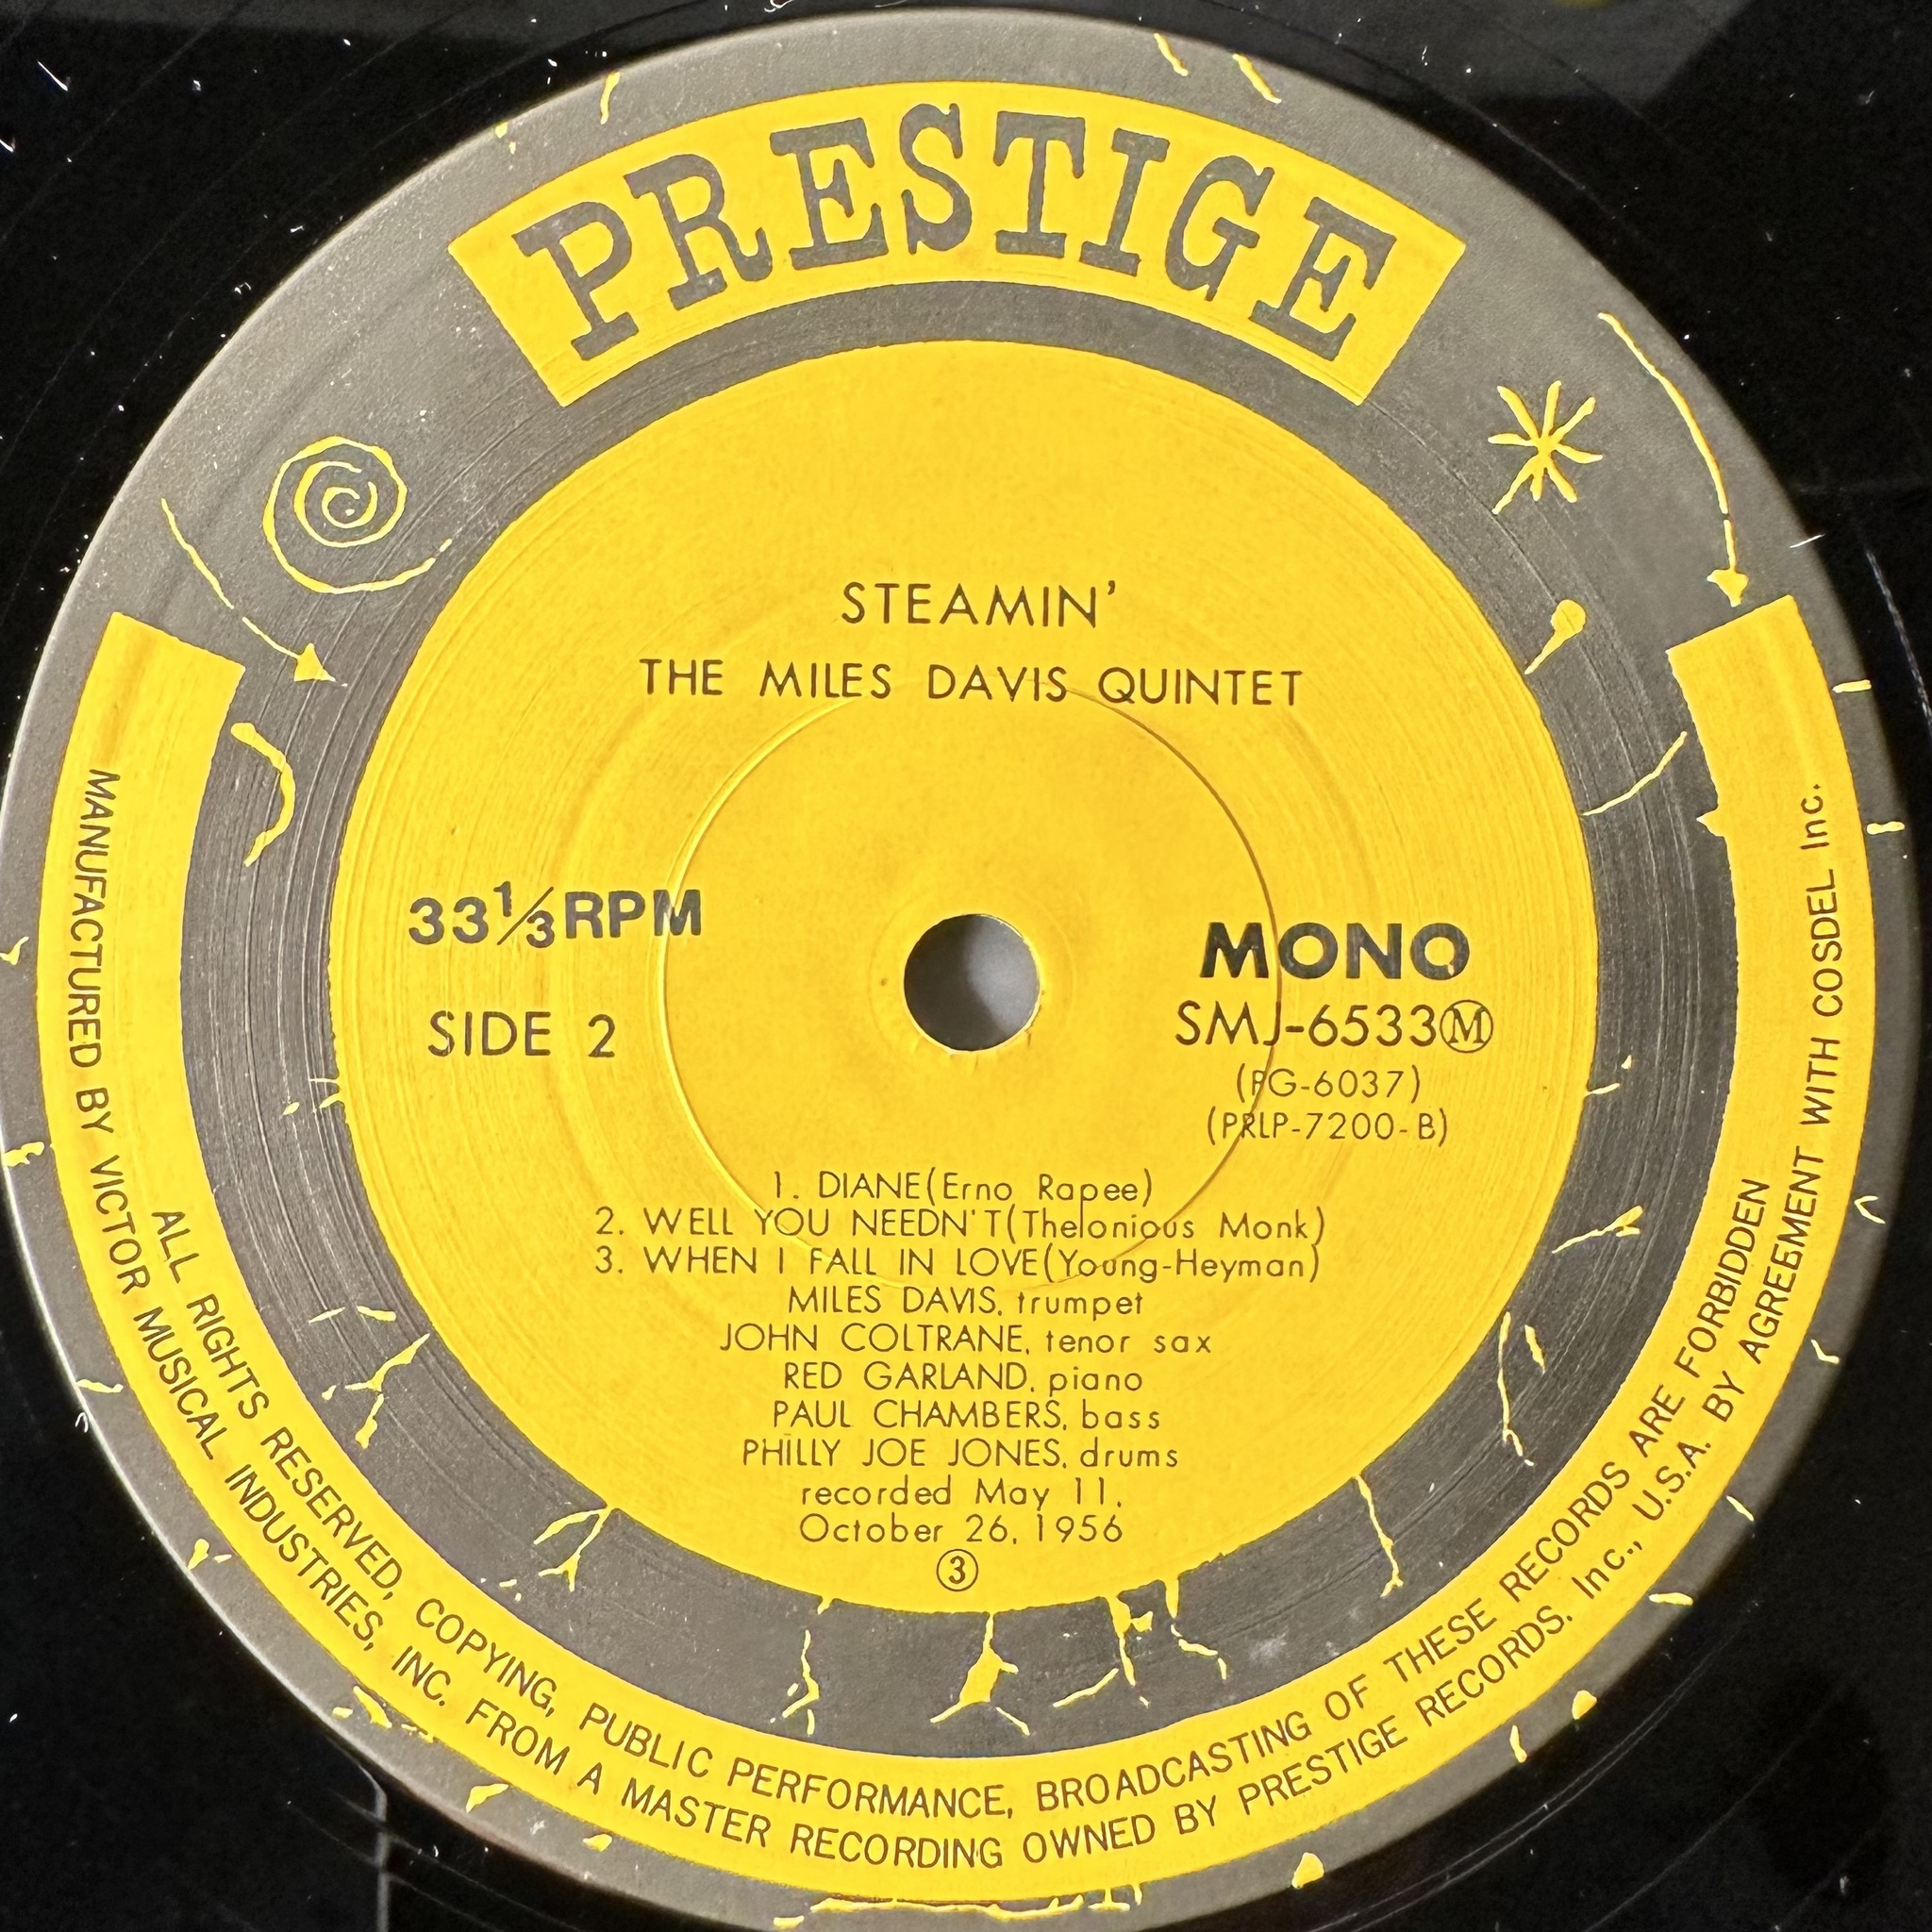 PRESTIGE
STEAMIN'
THE MILES DAVIS QUINTET
33⅓RPM
SIDE 2
MONO
SMJ-6533Ⓜ
(PG-6037)
(PRLP-7200-B)
1. DIANE(Erno Rapee)
2. WELL YOU NEEDN'T(Thelonious Monk)
3. WHEN I FALL IN LOVE(Young-Heyman)
MILES DAVIS, trumpet
JOHN COLTRANE, tenor sax
RED GARLAND, piano
PAUL CHAMBERS, bass
PHILLY JOE JONES, drums
recorded May 11,
October 26, 1956
③
ALL RIGHTS RESERVED, COPYING, PUBLIC PERFORMANCE, BROADCASTING OF THESE RECORDS ARE FORBIDDEN
MANUFACTURED BY VICTOR MUSICAL INDUSTRIES, INC. FROM A MASTER RECORDING OWNED BY PRESTIGE RECORDS. Inc., U.S.A. BY AGREEMENT WITH COSDEL Inc.